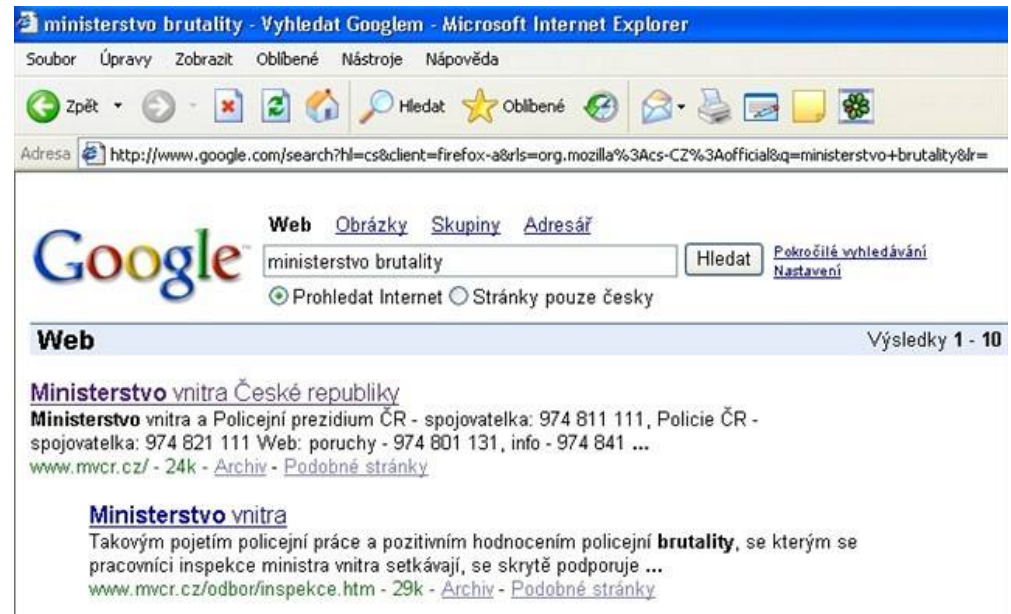 ministerstvo brutality - Vyhledat Googlem - Microsoft Internet Explorer
Soubor Úpravy Zobrazit Oblíbené Nástroje Nápověda
Zpět Hledat Oblíbené
Adresa http://www.google.com/search?hl=cs&client=firefox-a&rls=org.mozilla%3Acs-CZ%3Aofficial&q=ministerstvo+brutality&lr=
Web Obrázky Skupiny Adresář
Google™ ministerstvo brutality Hledat Pokročilé vyhledávání
Nastavení
Prohledat Internet Stránky pouze česky
Web Výsledky 1 - 10
Ministerstvo vnitra České republiky
Ministerstvo vnitra a Policejní prezidium ČR - spojovatelka: 974 811 111, Policie ČR -
spojovatelka: 974 821 111 Web: poruchy - 974 801 131, info - 974 841 ...
www.mvcr.cz/ - 24k - Archiv - Podobné stránky
Ministerstvo vnitra
Takovým pojetím policejní práce a pozitivním hodnocením policejní brutality, se kterým se
pracovníci inspekce ministra vnitra setkávají, se skrytě podporuje ...
www.mvcr.cz/odbor/inspekce.htm - 29k - Archiv - Podobné stránky